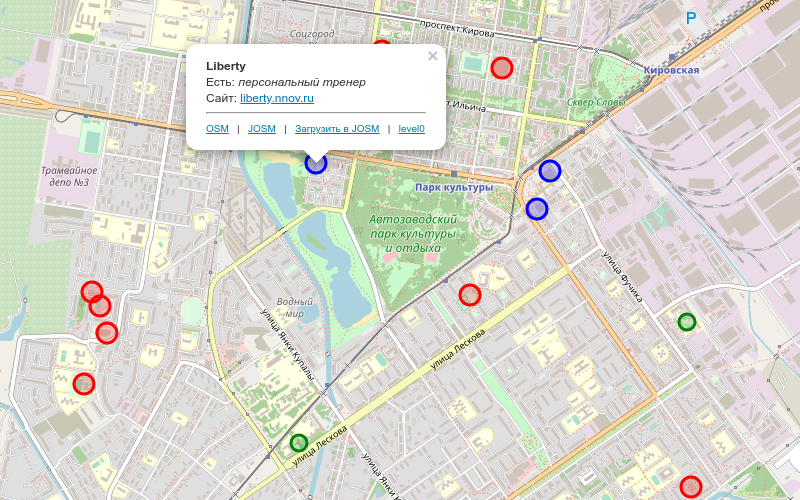 P
проспект Кирова
Соцгород
×
Кировская
Liberty
Есть: персональный тренер
Сайт: liberty.nnov.ru
OSM | JOSM | Загрузить в JOSM | level0
Ильича
Сквер Славы
Трамвайное
депо №3
Парк культуры
Автозаводский
парк культуры
и отдыха
улица Фучика
Водный
мир
улица Янки Купалы
улица Лескова
улица Лескова
улица Янки Купалы